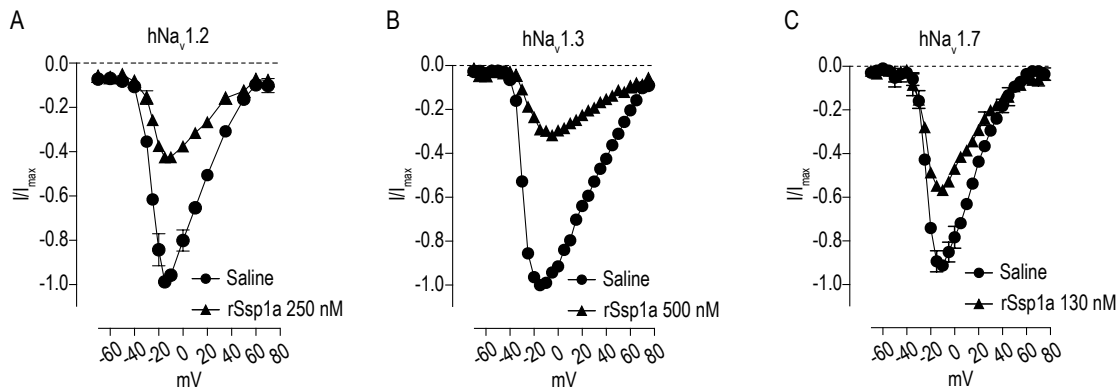 A
hNav1.2
0.0
-0.2
-0.4
-0.6
-0.8
-1.0
I/Imax
Saline
rSsp1a 250 nM
-60 -40 -20 0 20 40 60 80
mV
B
hNav1.3
0.0
-0.2
-0.4
-0.6
-0.8
-1.0
I/Imax
Saline
rSsp1a 500 nM
-60 -40 -20 0 20 40 60 80
mV
C
hNav1.7
0.0
-0.2
-0.4
-0.6
-0.8
-1.0
I/Imax
Saline
rSsp1a 130 nM
-60 -40 -20 0 20 40 60 80
mV